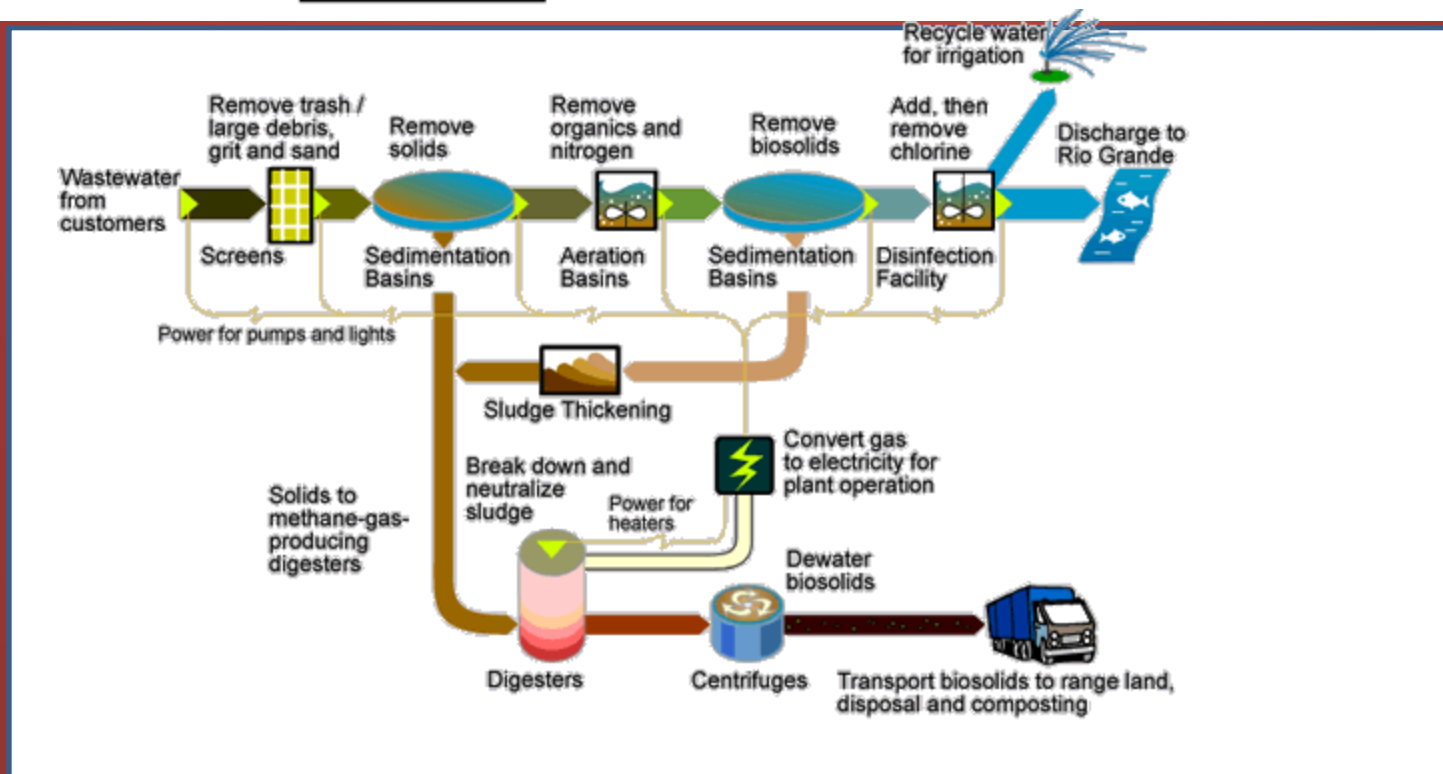 Recycle water
for irrigation
Remove trash /
large debris,
grit and sand
Remove
solids
Remove
organics and
nitrogen
Remove
biosolids
Add, then
remove
chlorine
Discharge to
Rio Grande
Wastewater
from
customers
Screens
Sedimentation
Basins
Aeration
Basins
Sedimentation
Basins
Disinfection
Facility
Power for pumps and lights
Sludge Thickening
Convert gas
to electricity for
plant operation
Break down and
neutralize
sludge
Power for
heaters
Solids to
methane-gas-
producing
digesters
Dewater
biosolids
Digesters
Centrifuges
Transport biosolids to range land,
disposal and composting